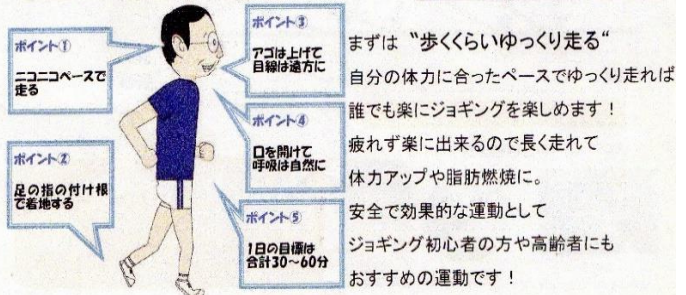 ポイント①
ニコニコペースで
走る
ポイント②
足の指の付け根
で着地する
ポイント③
アゴは上げて
目線は遠方に
ポイント④
口を開けて
呼吸は自然に
ポイント⑤
1日の目標は
合計30~60分
まずは “歩くくらいゆっくり走る“
自分の体力に合ったペースでゆっくり走れば
誰でも楽にジョギングを楽しめます！
疲れず楽に出来るので長く走れて
体力アップや脂肪燃焼に。
安全で効果的な運動として
ジョギング初心者の方や高齢者にも
おすすめの運動です！